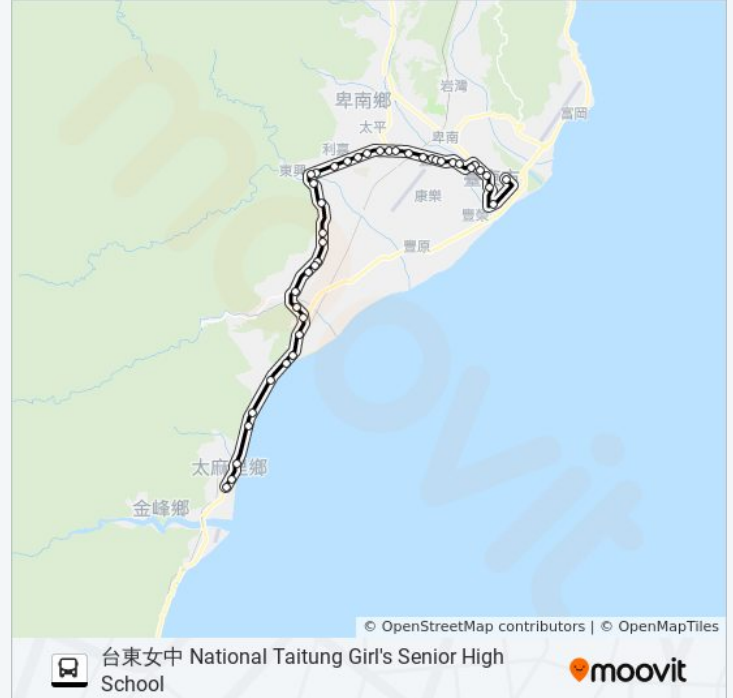 岩灣
卑南鄉
富岡
太平
卑南
利嘉
東興
康樂
豐榮
豐原
太麻里鄉
金峰鄉
moovit
© OpenStreetMap contributors | © OpenMapTiles
台東女中 National Taitung Girl's Senior High
School
moovit